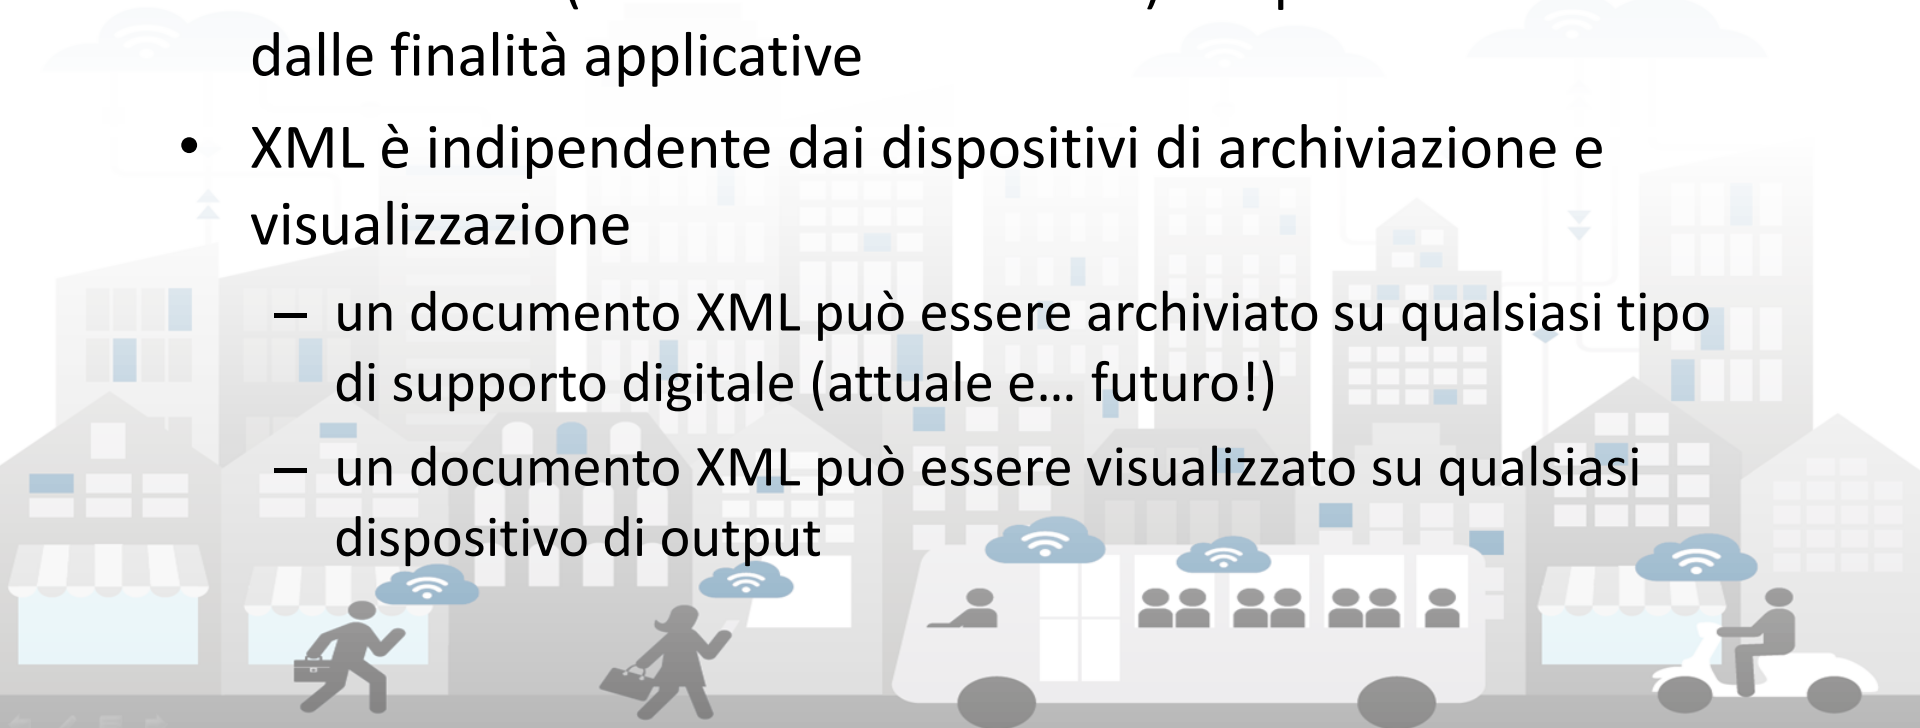 dalle finalità applicative
• XML è indipendente dai dispositivi di archiviazione e
visualizzazione
– un documento XML può essere archiviato su qualsiasi tipo
di supporto digitale (attuale e… futuro!)
– un documento XML può essere visualizzato su qualsiasi
dispositivo di output